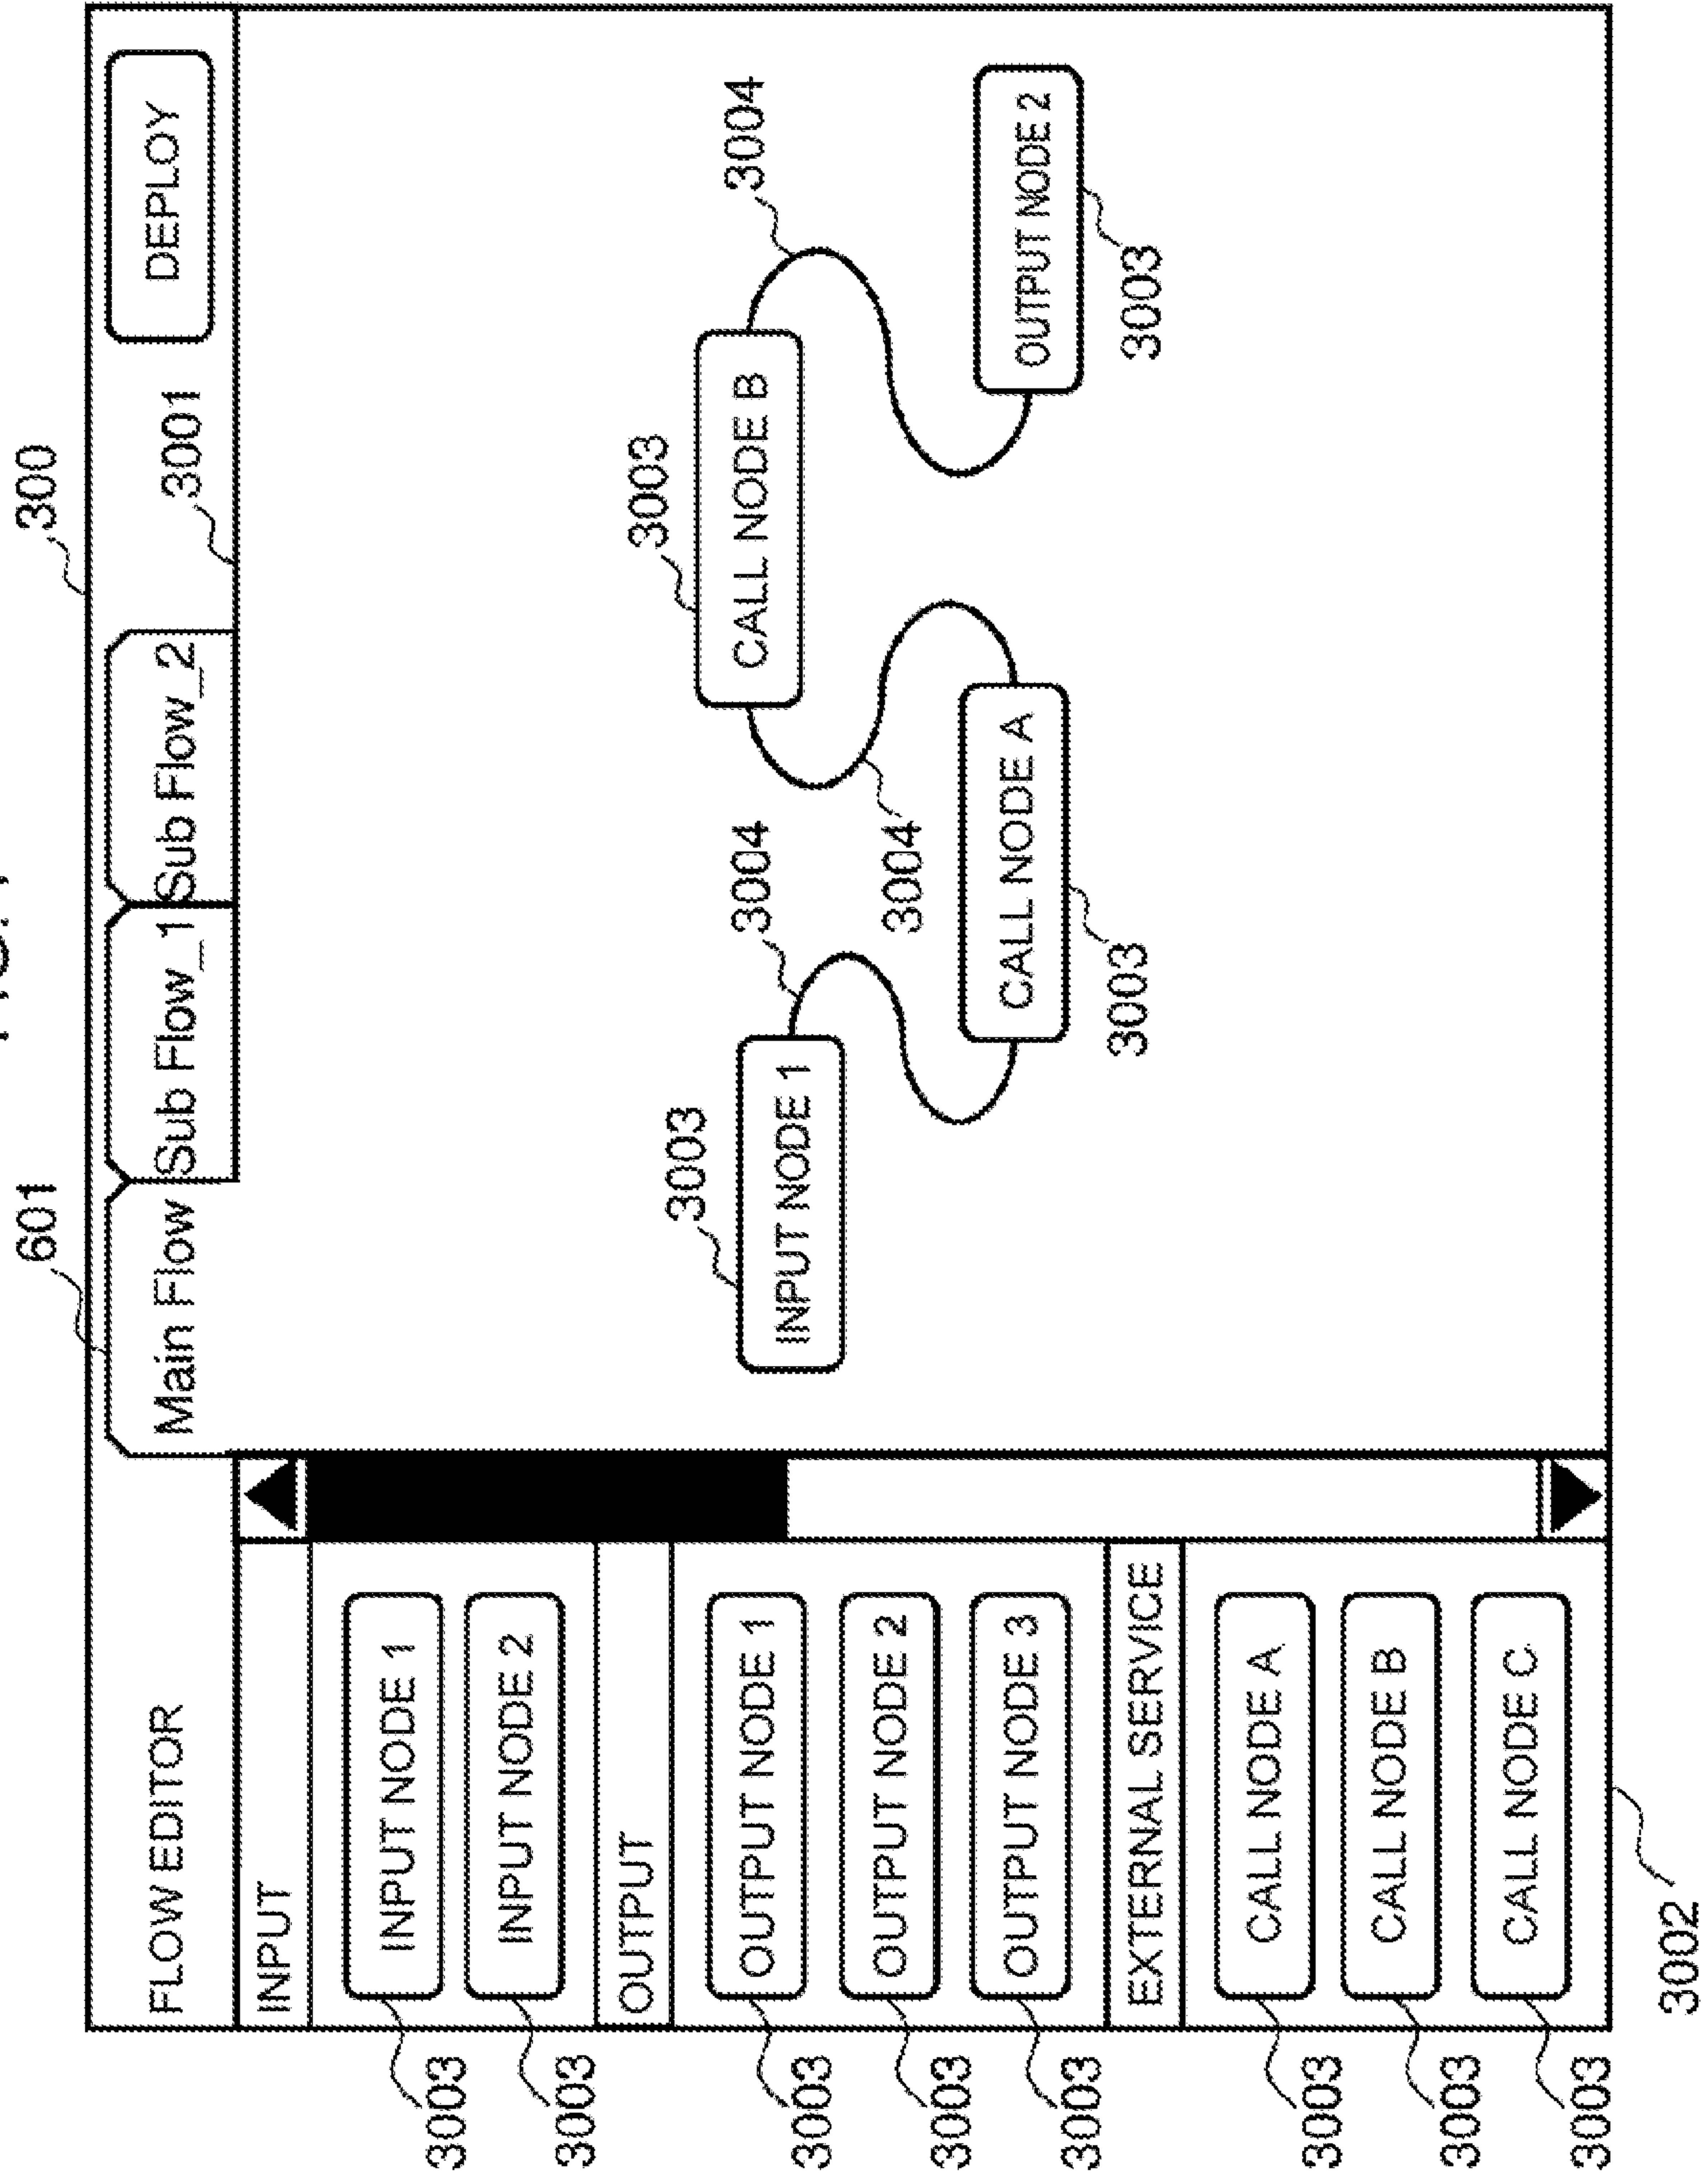 300
601
3001
FLOW EDITOR
Main Flow
Sub Flow_1
Sub Flow_2
DEPLOY
INPUT
3003
INPUT NODE 1
3003
INPUT NODE 2
OUTPUT
3003
OUTPUT NODE 1
3003
OUTPUT NODE 2
3003
OUTPUT NODE 3
EXTERNAL SERVICE
3003
CALL NODE A
3003
CALL NODE B
3003
CALL NODE C
3002
3003
INPUT NODE 1
3004
3003
CALL NODE B
3004
3004
CALL NODE A
3003
OUTPUT NODE 2
3003